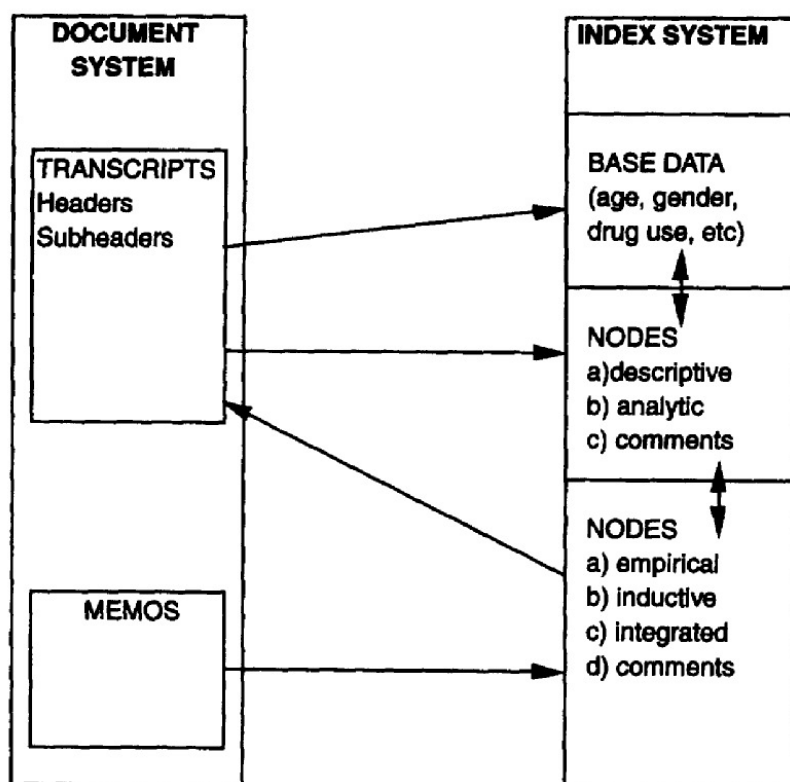 DOCUMENT
SYSTEM
TRANSCRIPTS
Headers
Subheaders
MEMOS
INDEX SYSTEM
BASE DATA
(age, gender,
drug use, etc)
NODES
a)descriptive
b) analytic
c) comments
NODES
a) empirical
b) inductive
c) integrated
d) comments